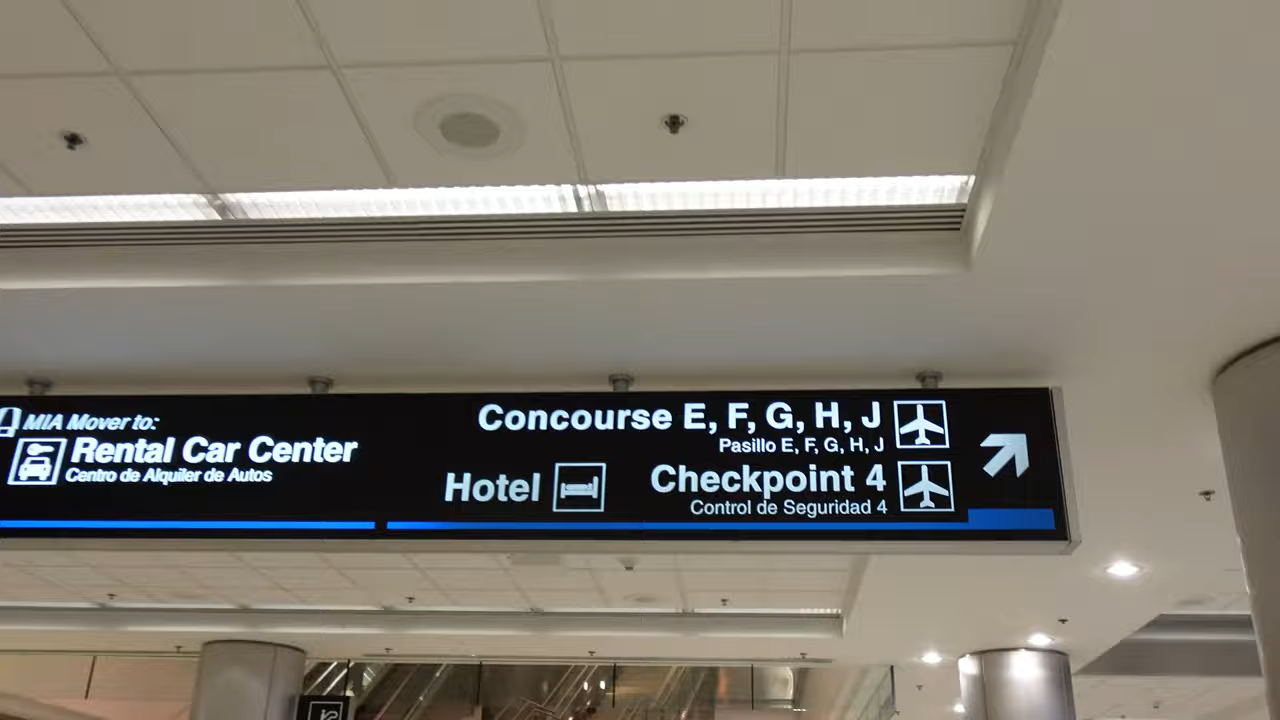 MIA Mover to:
Rental Car Center
Centro de Alquiler de Autos
Concourse E, F, G, H, J
Pasillo E, F, G, H, J
Hotel
Checkpoint 4
Control de Seguridad 4